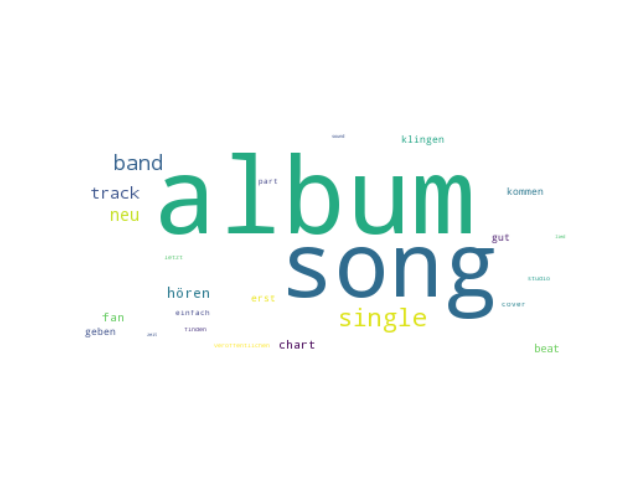 sound
klingen
band
album
part
track
kommen
neu
gut
song
live
jetzt
studio
hören
erst
cover
einfach
single
fan
geben
zeit
finden
chart
veröffentlichen
beat